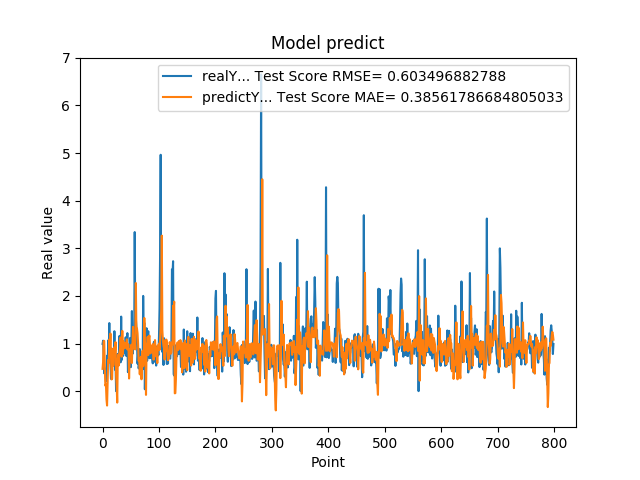 Model predict
realY... Test Score RMSE= 0.603496882788
predictY... Test Score MAE= 0.38561786684805033
7
6
5
4
3
2
1
0
Real value
0 100 200 300 400 500 600 700 800
Point